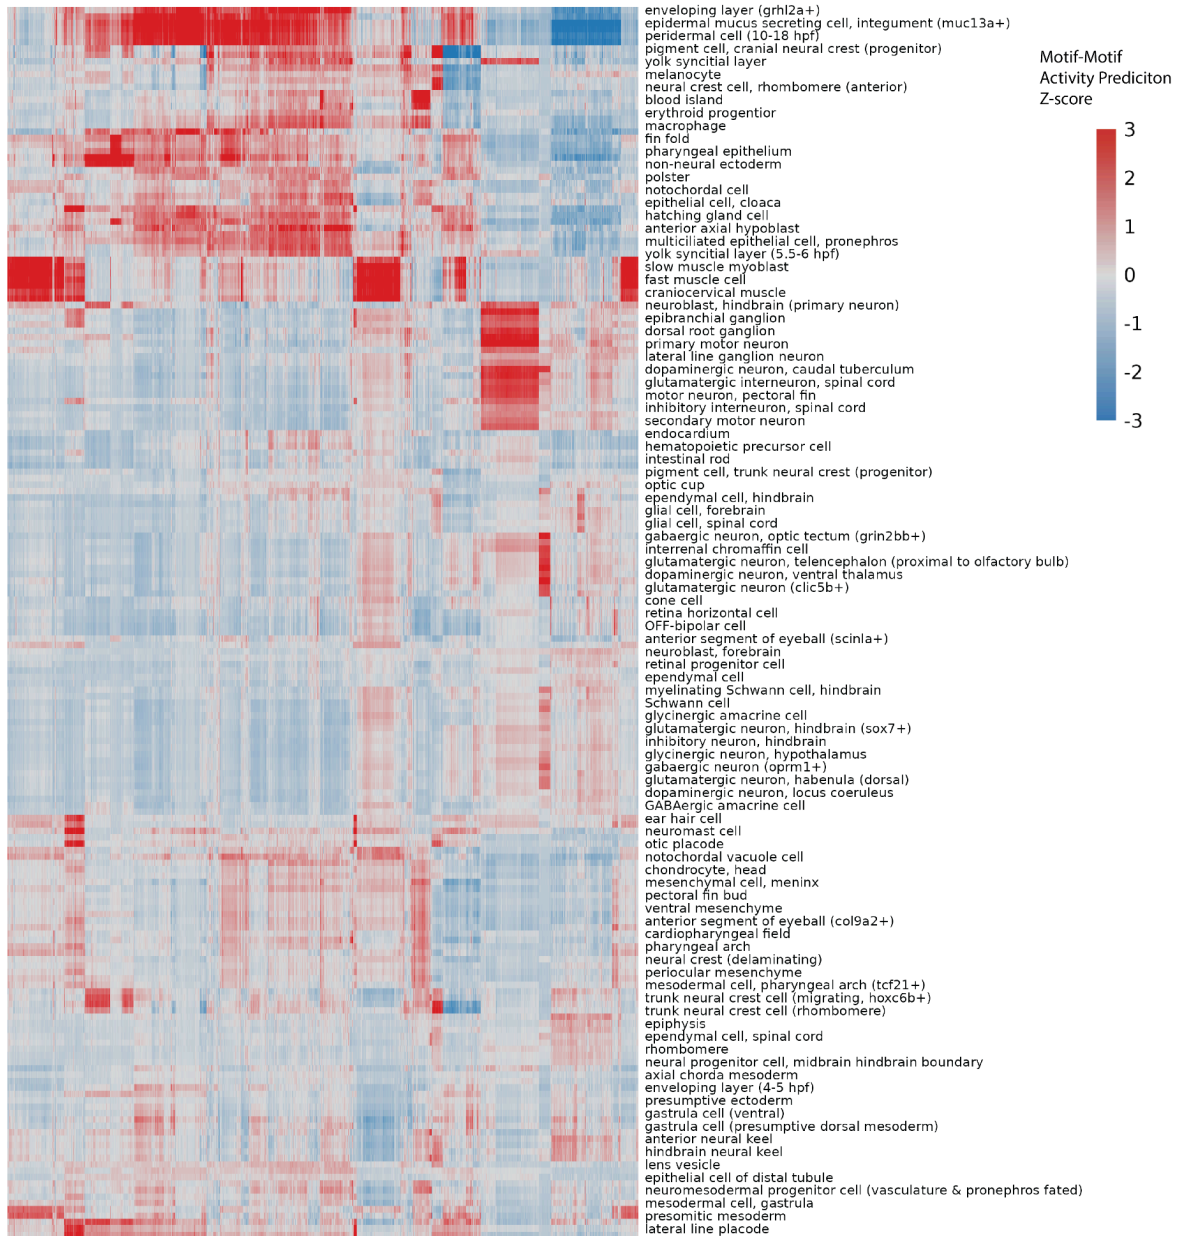 enveloping layer (grhl2a+)
epidermal mucus secreting cell, integument (muc13a+)
peridermal cell (10-18 hpf)
pigment cell, cranial neural crest (progenitor)
yolk syncitial layer
melanocyte
neural crest cell, rhombomere (anterior)
blood island
erythroid progentior
macrophage
fin fold
pharyngeal epithelium
non-neural ectoderm
polster
notochordal cell
epithelial cell, cloaca
hatching gland cell
anterior axial hypoblast
multiciliated epithelial cell, pronephros
yolk syncitial layer (5.5-6 hpf)
slow muscle myoblast
fast muscle cell
craniocervical muscle
neuroblast, hindbrain (primary neuron)
epibranchial ganglion
dorsal root ganglion
primary motor neuron
lateral line ganglion neuron
dopaminergic neuron, caudal tuberculum
glutamatergic interneuron, spinal cord
motor neuron, pectoral fin
inhibitory interneuron, spinal cord
secondary motor neuron
endocardium
hematopoietic precursor cell
intestinal rod
pigment cell, trunk neural crest (progenitor)
optic cup
ependymal cell, hindbrain
glial cell, forebrain
glial cell, spinal cord
gabaergic neuron, optic tectum (grin2bb+)
interrenal chromaffin cell
glutamatergic neuron, telencephalon (proximal to olfactory bulb)
dopaminergic neuron, ventral thalamus
glutamatergic neuron (clic5b+)
cone cell
retina horizontal cell
OFF-bipolar cell
anterior segment of eyeball (scinla+)
neuroblast, forebrain
retinal progenitor cell
ependymal cell
myelinating Schwann cell, hindbrain
Schwann cell
glycinergic amacrine cell
glutamatergic neuron, hindbrain (sox7+)
inhibitory neuron, hindbrain
glycinergic neuron, hypothalamus
gabaergic neuron (oprm1+)
glutamatergic neuron, habenula (dorsal)
dopaminergic neuron, locus coeruleus
GABAergic amacrine cell
ear hair cell
neuromast cell
otic placode
notochordal vacuole cell
chondrocyte, head
mesenchymal cell, meninx
pectoral fin bud
ventral mesenchyme
anterior segment of eyeball (col9a2+)
cardiopharyngeal field
pharyngeal arch
neural crest (delaminating)
periocular mesenchyme
mesodermal cell, pharyngeal arch (tcf21+)
trunk neural crest cell (migrating, hoxc6b+)
trunk neural crest cell (rhombomere)
epiphysis
ependymal cell, spinal cord
rhombomere
neural progenitor cell, midbrain hindbrain boundary
axial chorda mesoderm
enveloping layer (4-5 hpf)
presumptive ectoderm
gastrula cell (ventral)
gastrula cell (presumptive dorsal mesoderm)
anterior neural keel
hindbrain neural keel
lens vesicle
epithelial cell of distal tubule
neuromesodermal progenitor cell (vasculature & pronephros fated)
mesodermal cell, gastrula
presomitic mesoderm
lateral line placode
Motif-Motif
Activity Prediciton
Z-score
3
2
1
0
-1
-2
-3